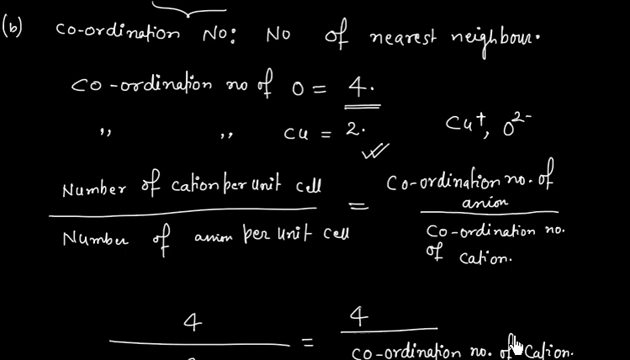 (b) Co-ordination No: No of nearest neighbour.
Co-ordination no of O = 4.
,, ,, Cu = 2. Cu+, O2-
Number of cation per unit cell = Co-ordination no. of anion
Number of anion per unit cell Co-ordination no. of cation.
4 = 4
Co-ordination no. of cation.